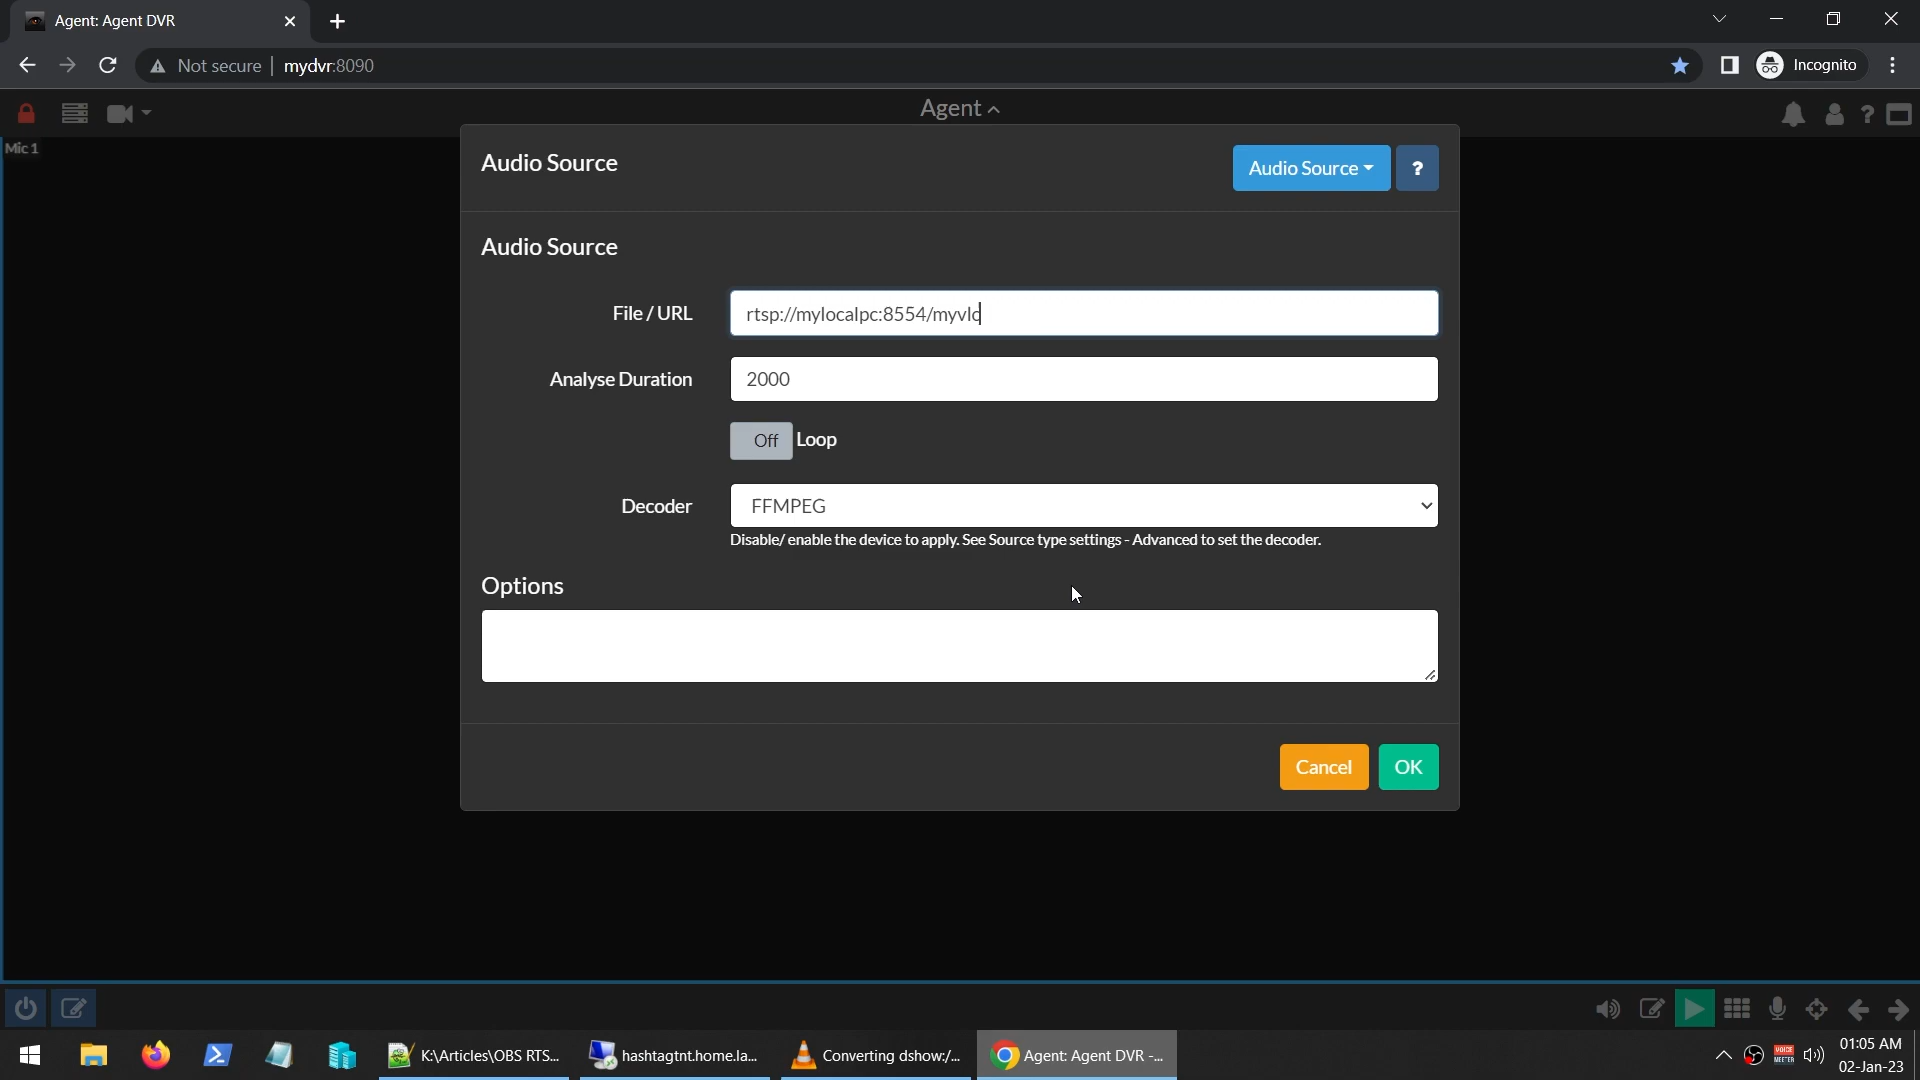 Agent: Agent DVR
Not secure
mydvr:8090
Incognito
Agent
Mic 1
Audio Source
Audio Source
?
Audio Source
File / URL
rtsp://mylocalpc:8554/myvlc
Analyse Duration
2000
Off
Loop
Decoder
FFMPEG
Disable/ enable the device to apply. See Source type settings - Advanced to set the decoder.
Options
Cancel
OK
K:\Articles\OBS RTS...
hashtagtnt.home.la...
Converting dshow:/...
Agent: Agent DVR -...
01:05 AM
02-Jan-23